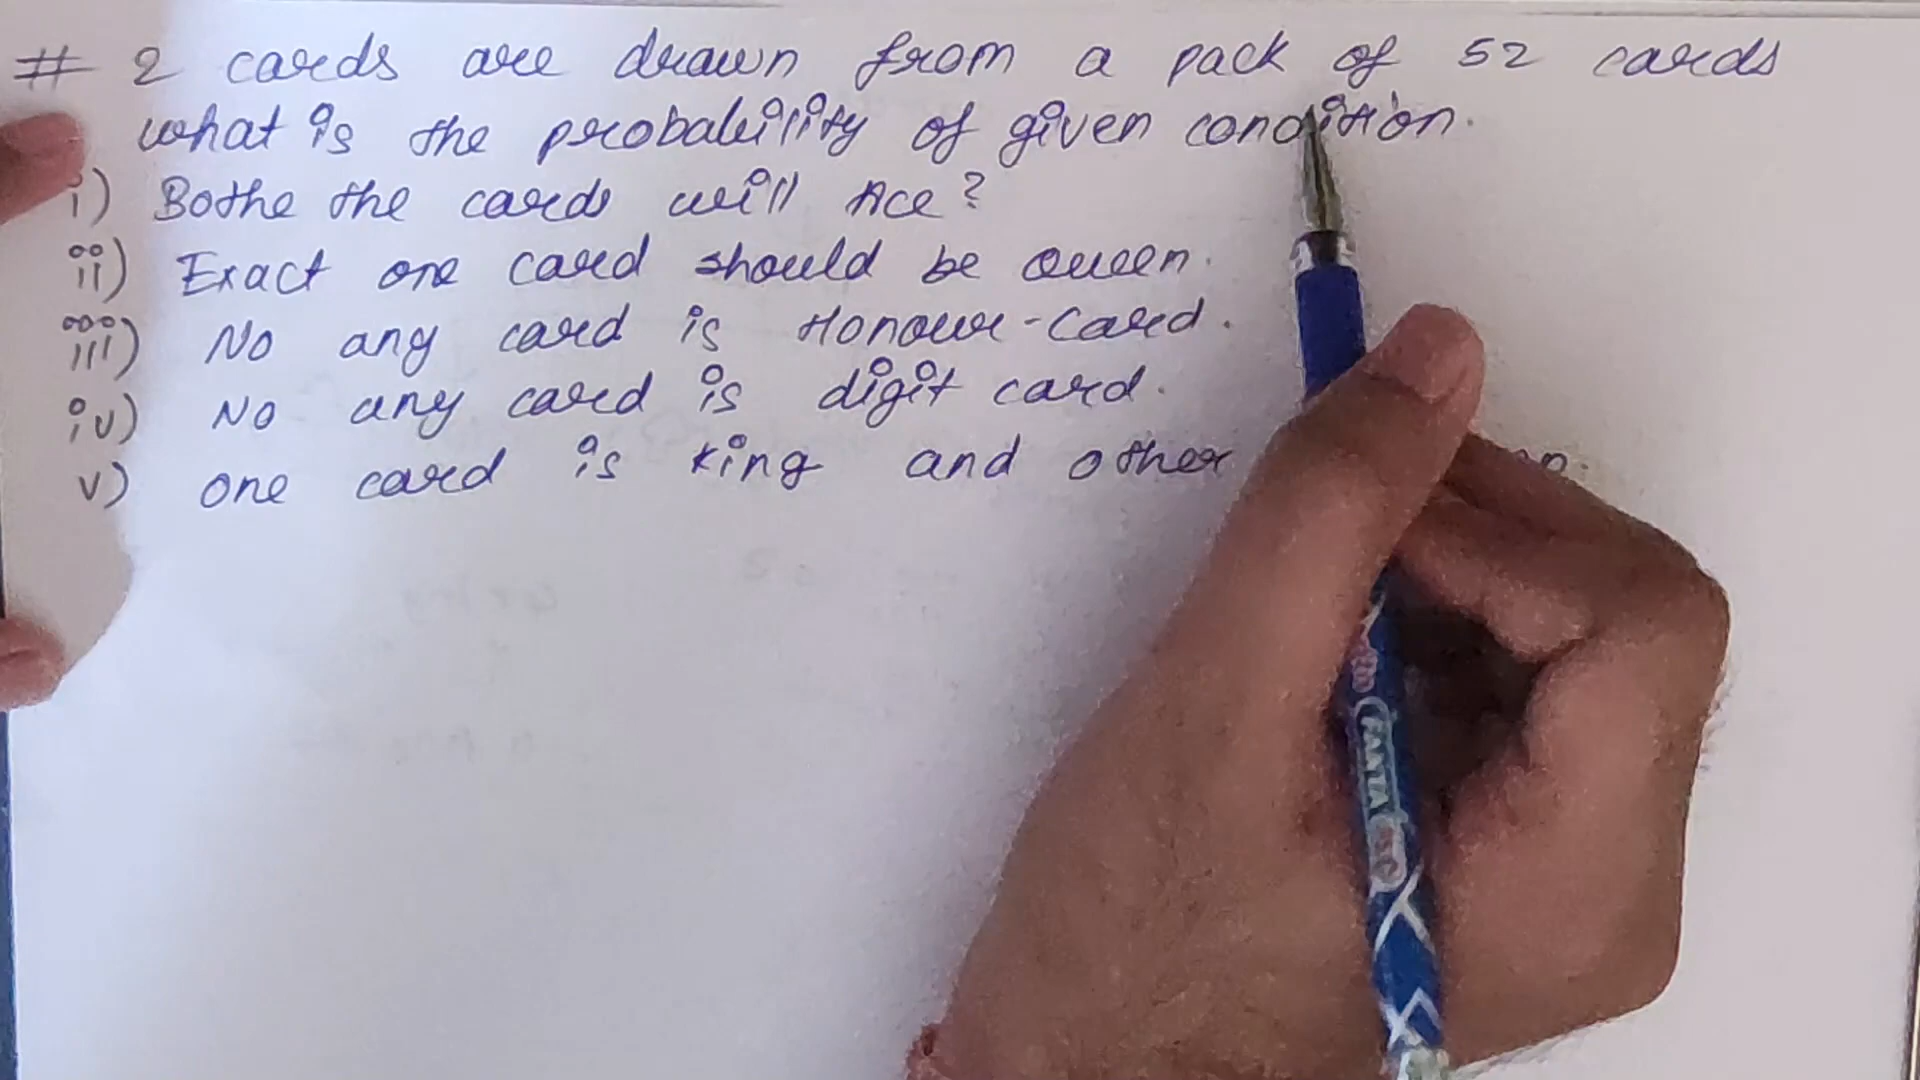 # 2 cards are drawn from a pack of 52 cards
what is the probability of given condition.
i) Bothe the cards will Ace?
ii) Exact one card should be Queen.
iii) No any card is Honour-Card.
iv) No any card is digit card.
v) one card is king and other